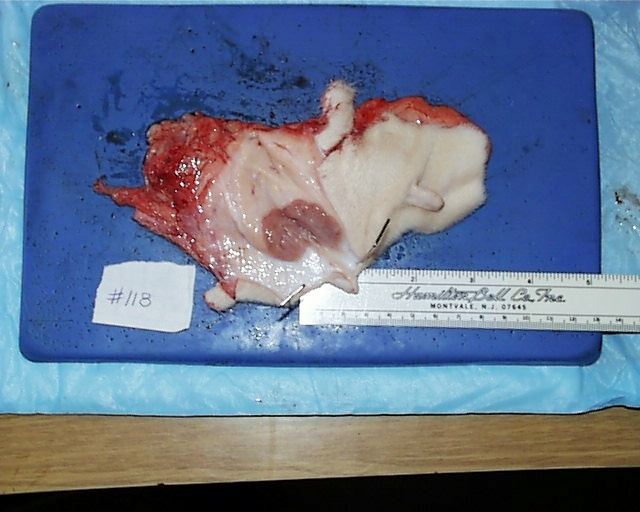 #118
Hamilton Bell Co., Inc.
MONTVALE, N.J. 07645